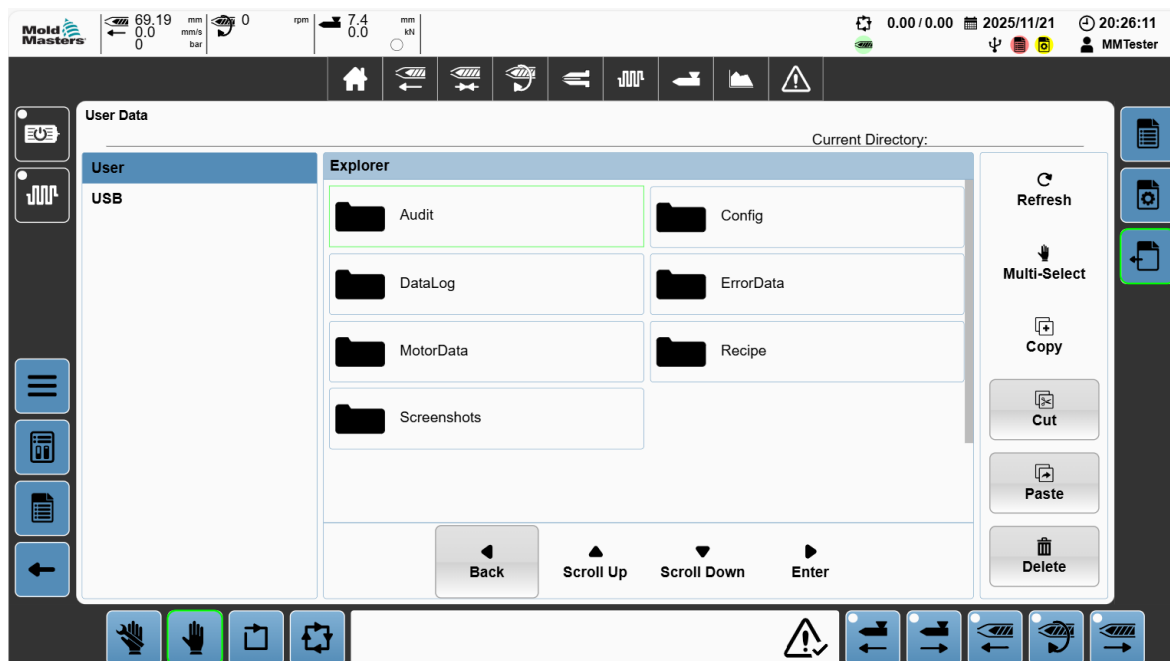 Mold
Masters
69.19 mm
0.0 mm/s
0 bar
0 rpm
7.4 mm
0.0 kN
0.00 / 0.00
2025/11/21
20:26:11
MMTester
User Data
Current Directory:
User
USB
Explorer
Audit
Config
DataLog
ErrorData
MotorData
Recipe
Screenshots
Back
Scroll Up
Scroll Down
Enter
Refresh
Multi-Select
Copy
Cut
Paste
Delete